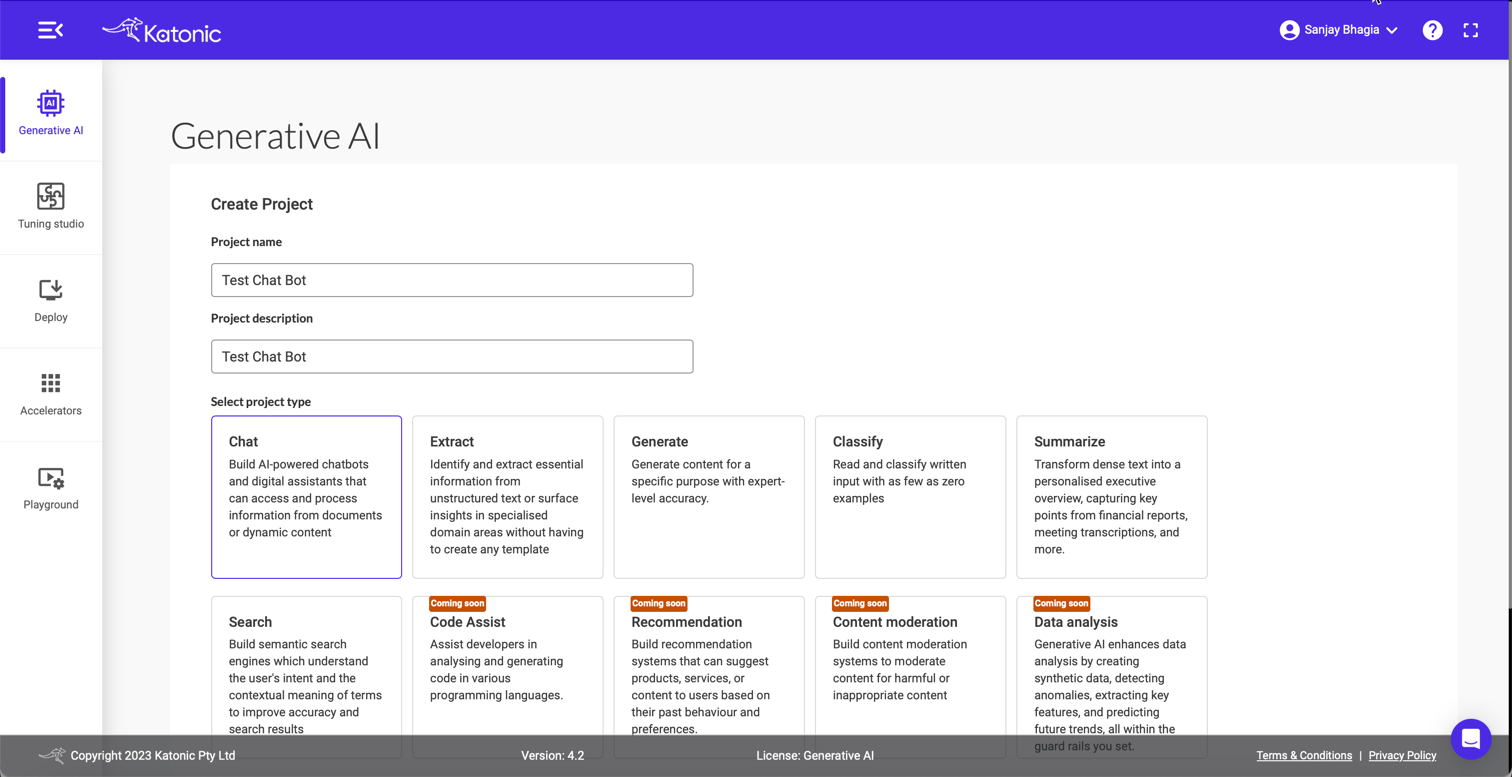 Katonic
Sanjay Bhagia
?
AI
Generative AI
Tuning studio
Deploy
Accelerators
Playground
Generative AI
Create Project
Project name
Test Chat Bot
Project description
Test Chat Bot
Select project type
Chat
Build AI-powered chatbots
and digital assistants that
can access and process
information from documents
or dynamic content
Extract
Identify and extract essential
information from
unstructured text or surface
insights in specialised
domain areas without having
to create any template
Generate
Generate content for a
specific purpose with expert-
level accuracy.
Classify
Read and classify written
input with as few as zero
examples
Summarize
Transform dense text into a
personalised executive
overview, capturing key
points from financial reports,
meeting transcriptions, and
more.
Search
Build semantic search
engines which understand
the user's intent and the
contextual meaning of terms
to improve accuracy and
search results
Coming soon
Code Assist
Assist developers in
analysing and generating
code in various
programming languages.
Coming soon
Recommendation
Build recommendation
systems that can suggest
products, services, or
content to users based on
their past behaviour and
preferences.
Coming soon
Content moderation
Build content moderation
systems to moderate
content for harmful or
inappropriate content
Coming soon
Data analysis
Generative AI enhances data
analysis by creating
synthetic data, detecting
anomalies, extracting key
features, and predicting
future trends, all within the
guard rails you set.
Copyright 2023 Katonic Pty Ltd
Version: 4.2
License: Generative AI
Terms & Conditions | Privacy Policy